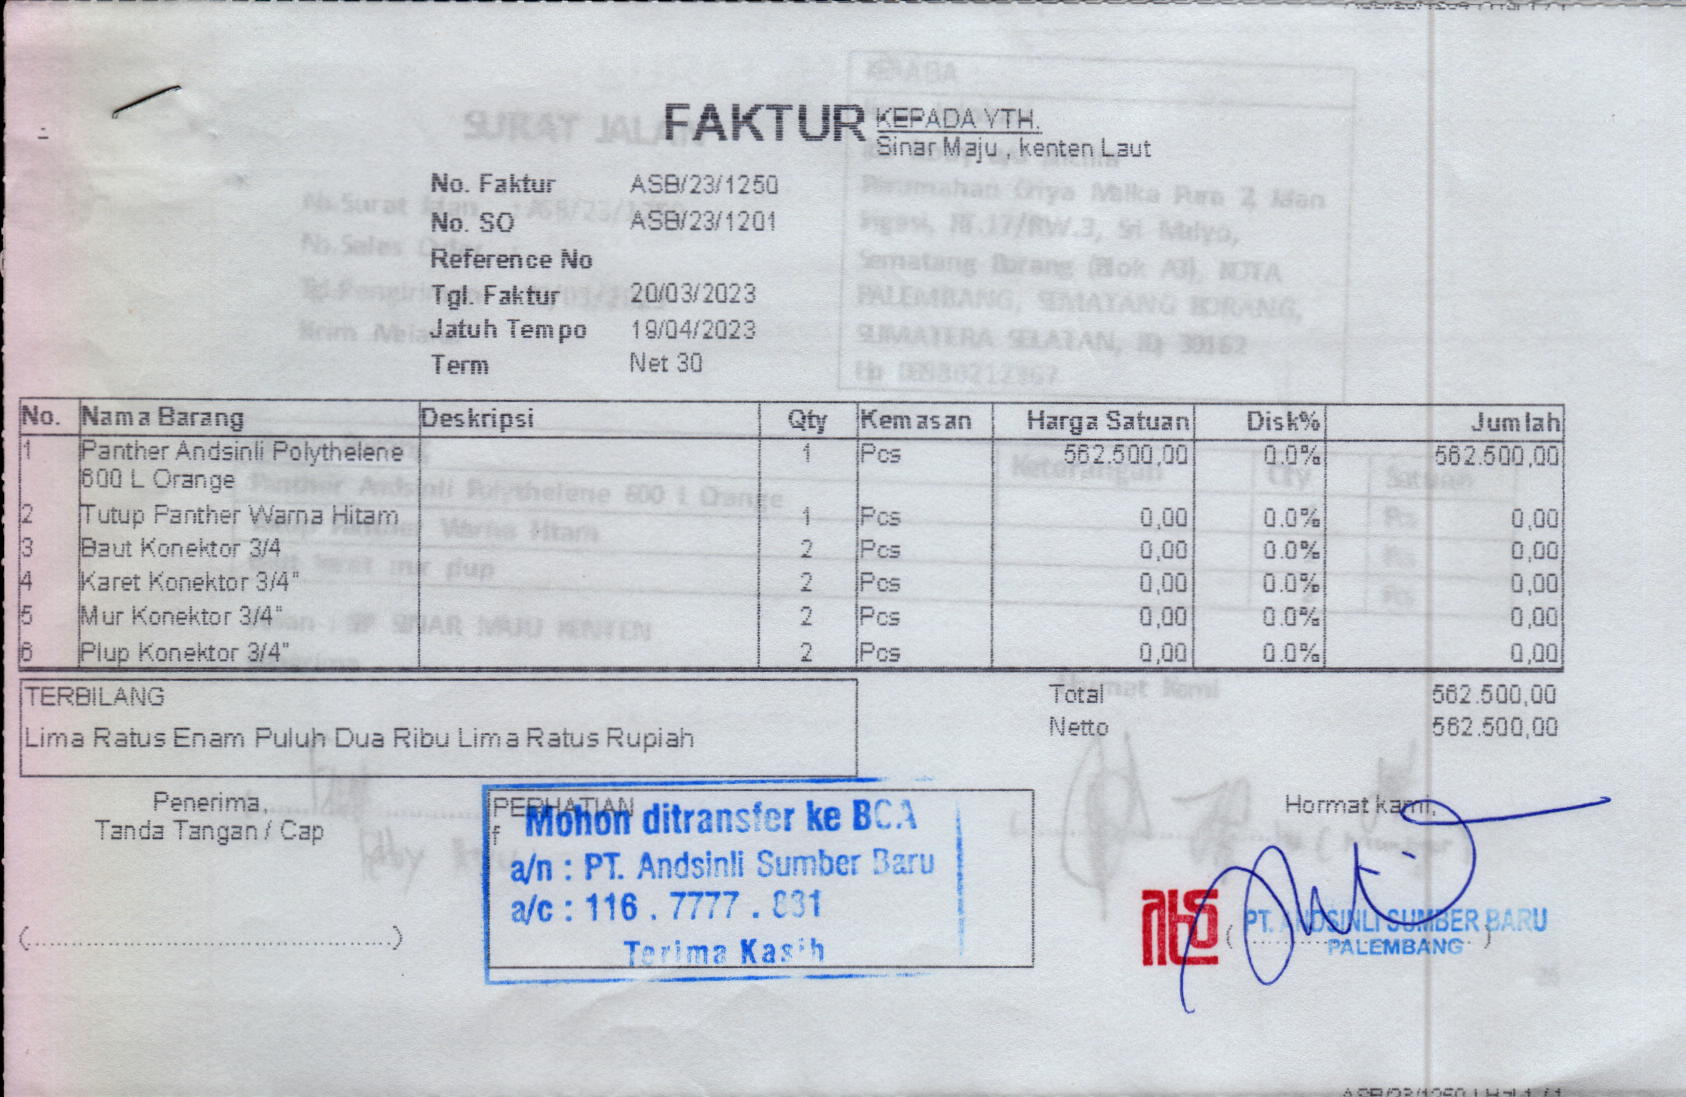 FAKTUR
KEPADA YTH.
Sinar Maju , kenten Laut
No. Faktur ASB/23/1250
No. SO ASB/23/1201
Reference No
Tgl. Faktur 20/03/2023
Jatuh Tempo 19/04/2023
Term Net 30
No. Nama Barang Deskripsi Qty Kemasan Harga Satuan Disk% Jumlah
1 Panther Andsinli Polythelene 1 Pcs 562.500,00 0.0% 562.500,00
600 L Orange
2 Tutup Panther Warna Hitam 1 Pcs 0,00 0.0% 0,00
3 Baut Konektor 3/4 2 Pcs 0,00 0.0% 0,00
4 Karet Konektor 3/4" 2 Pcs 0,00 0.0% 0,00
5 Mur Konektor 3/4" 2 Pcs 0,00 0.0% 0,00
6 Plup Konektor 3/4" 2 Pcs 0,00 0.0% 0,00
TERBILANG
Lima Ratus Enam Puluh Dua Ribu Lima Ratus Rupiah
Total 562.500,00
Netto 562.500,00
Penerima,
Tanda Tangan / Cap
(..........................................)
PERHATIAN
f
Mohon ditransfer ke BCA
a/n : PT. Andsinli Sumber Baru
a/c : 116 . 7777 . 831
Terima Kasih
Hormat kami,
PT. ANDSINLI SUMBER BARU
PALEMBANG
ASB/23/1250 | Hal 1 / 1